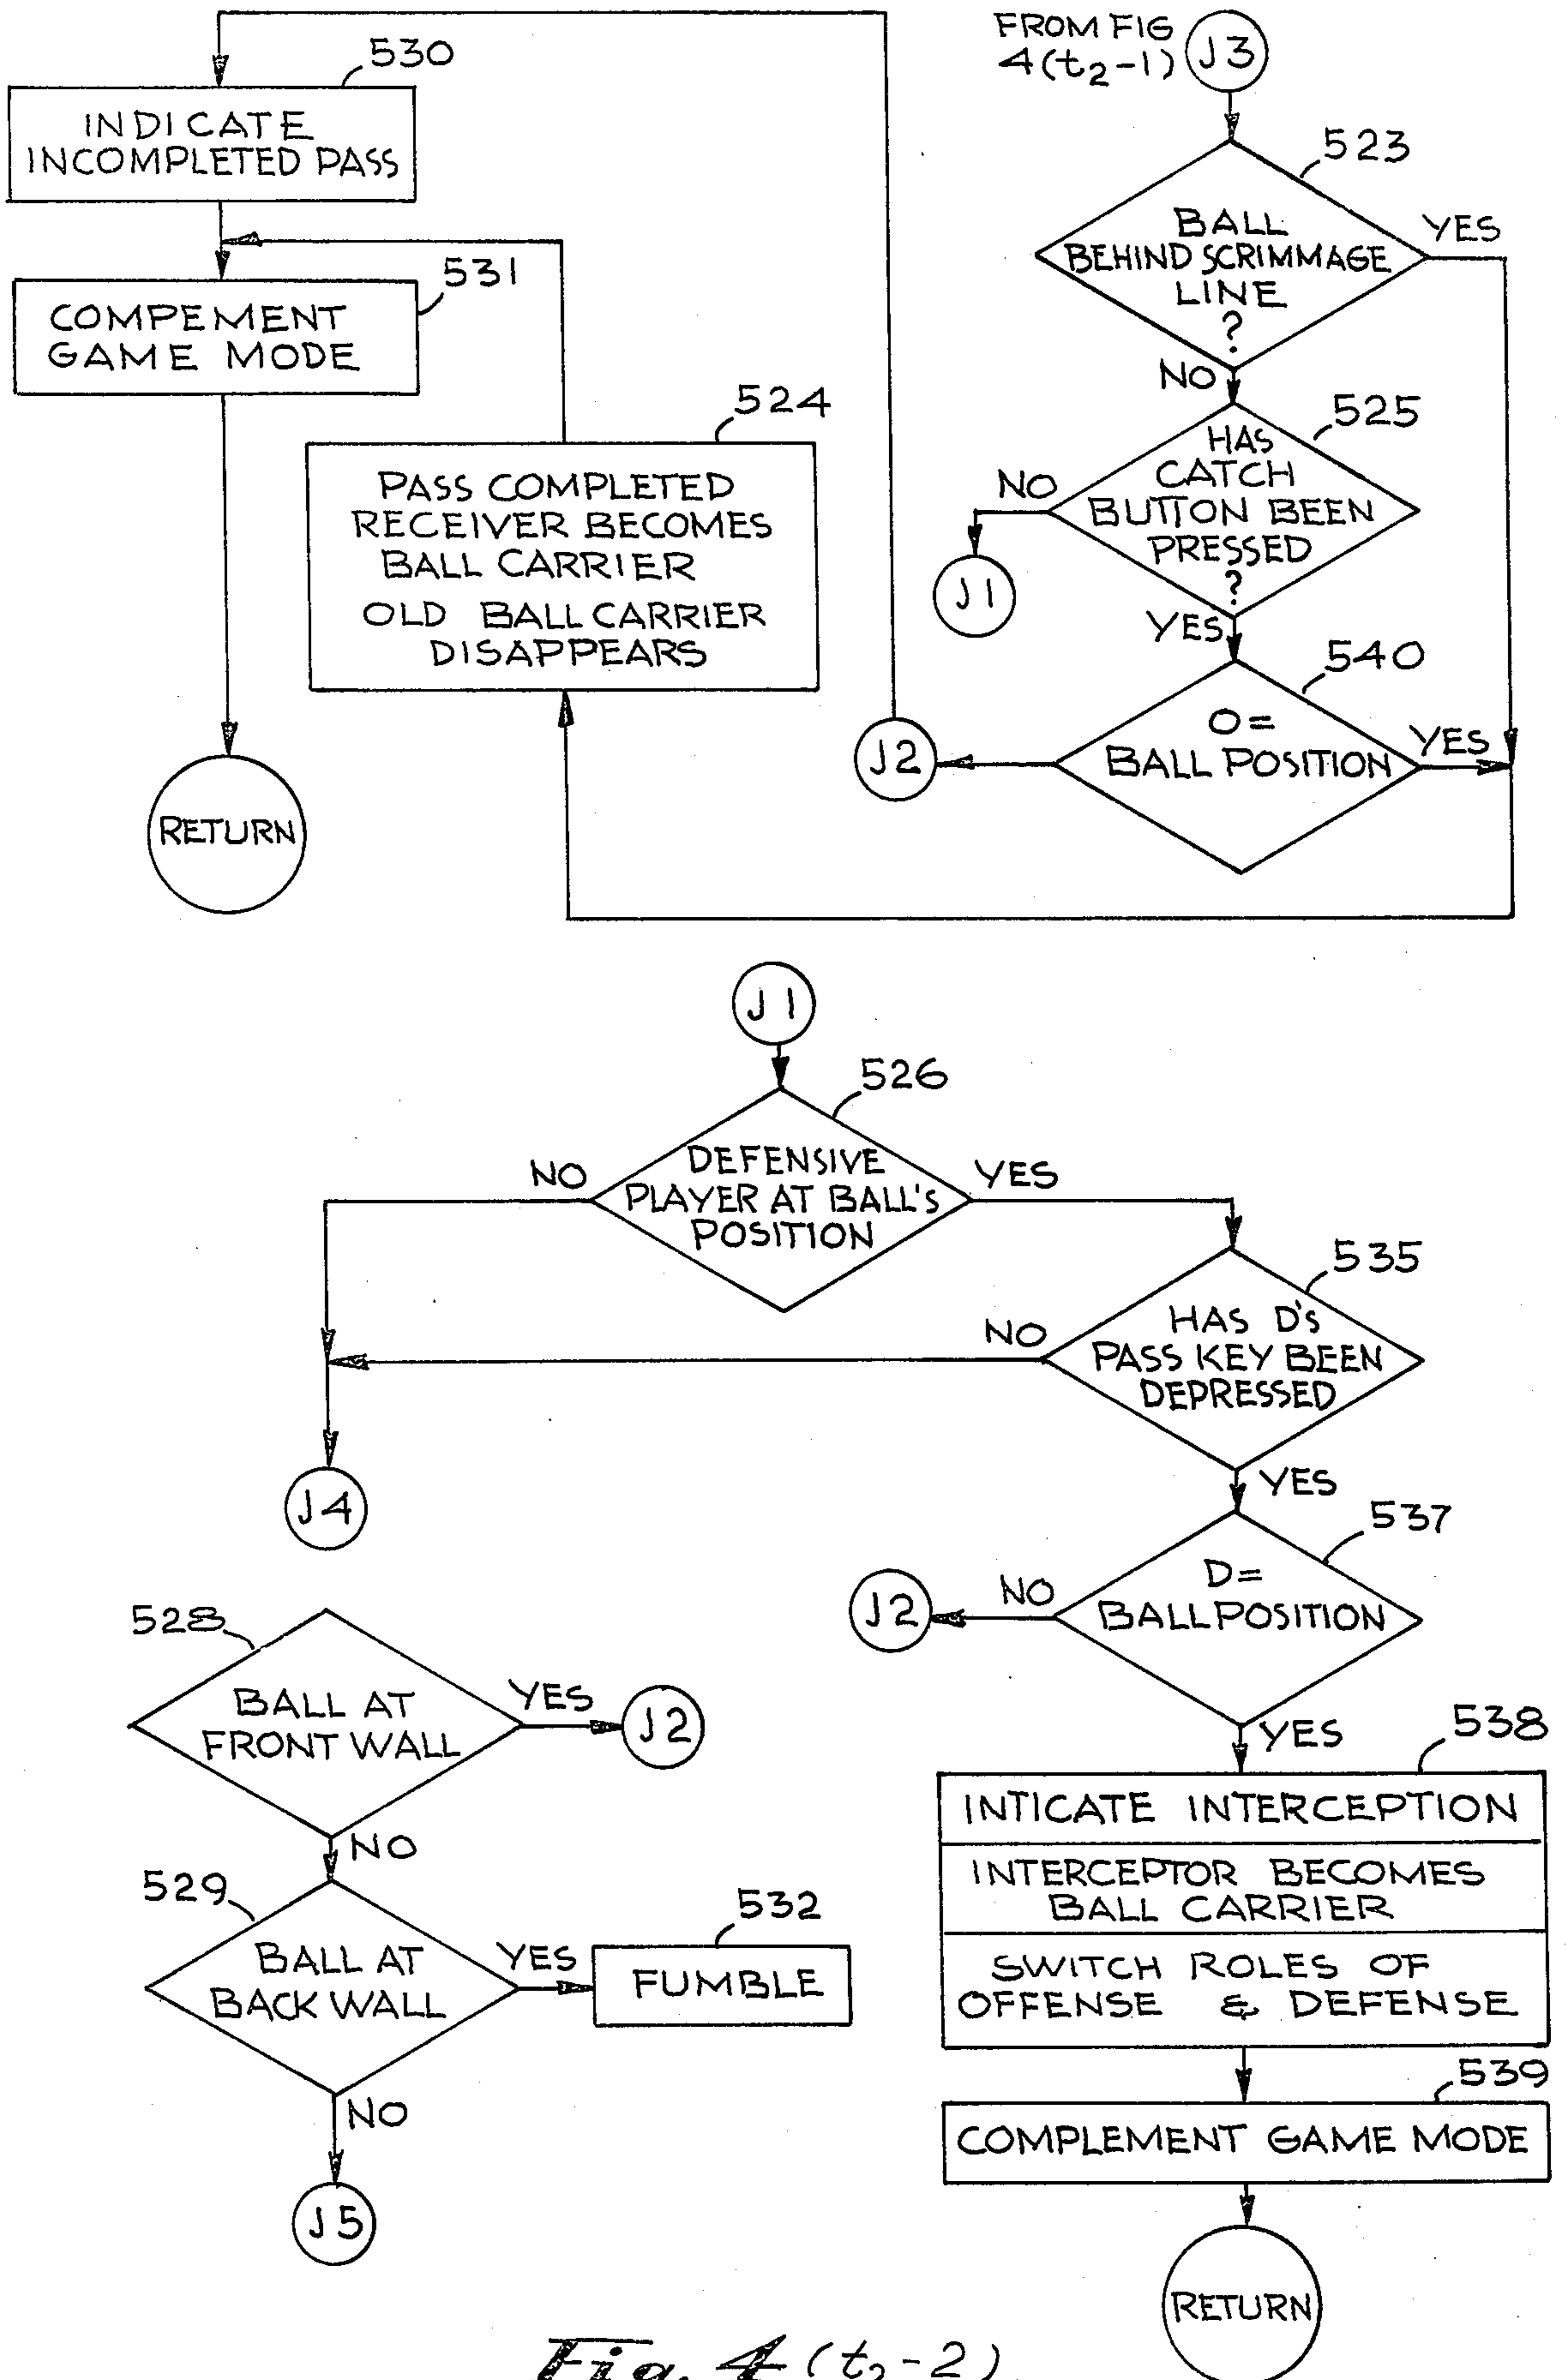 530
INDICATE
INCOMPLETED PASS
531
COMPEMENT
GAME MODE
524
PASS COMPLETED
RECEIVER BECOMES
BALL CARRIER
OLD BALL CARRIER
DISAPPEARS
RETURN
FROM FIG
4(t2-1)
J3
523
BALL
BEHIND SCRIMMAGE
LINE
?
YES
NO
525
HAS
CATCH
BUTTON BEEN
PRESSED
?
NO
J1
YES
540
O=
BALL POSITION
YES
J2
J1
526
DEFENSIVE
PLAYER AT BALL'S
POSITION
NO
YES
535
HAS D'S
PASS KEY BEEN
DEPRESSED
NO
J4
YES
537
D=
BALL POSITION
NO
J2
YES
528
BALL AT
FRONT WALL
YES
J2
NO
529
BALL AT
BACK WALL
YES
532
FUMBLE
NO
J5
538
INTICATE INTERCEPTION
INTERCEPTOR BECOMES
BALL CARRIER
SWITCH ROLES OF
OFFENSE & DEFENSE
539
COMPLEMENT GAME MODE
RETURN
Fig. 4 (t2-2)